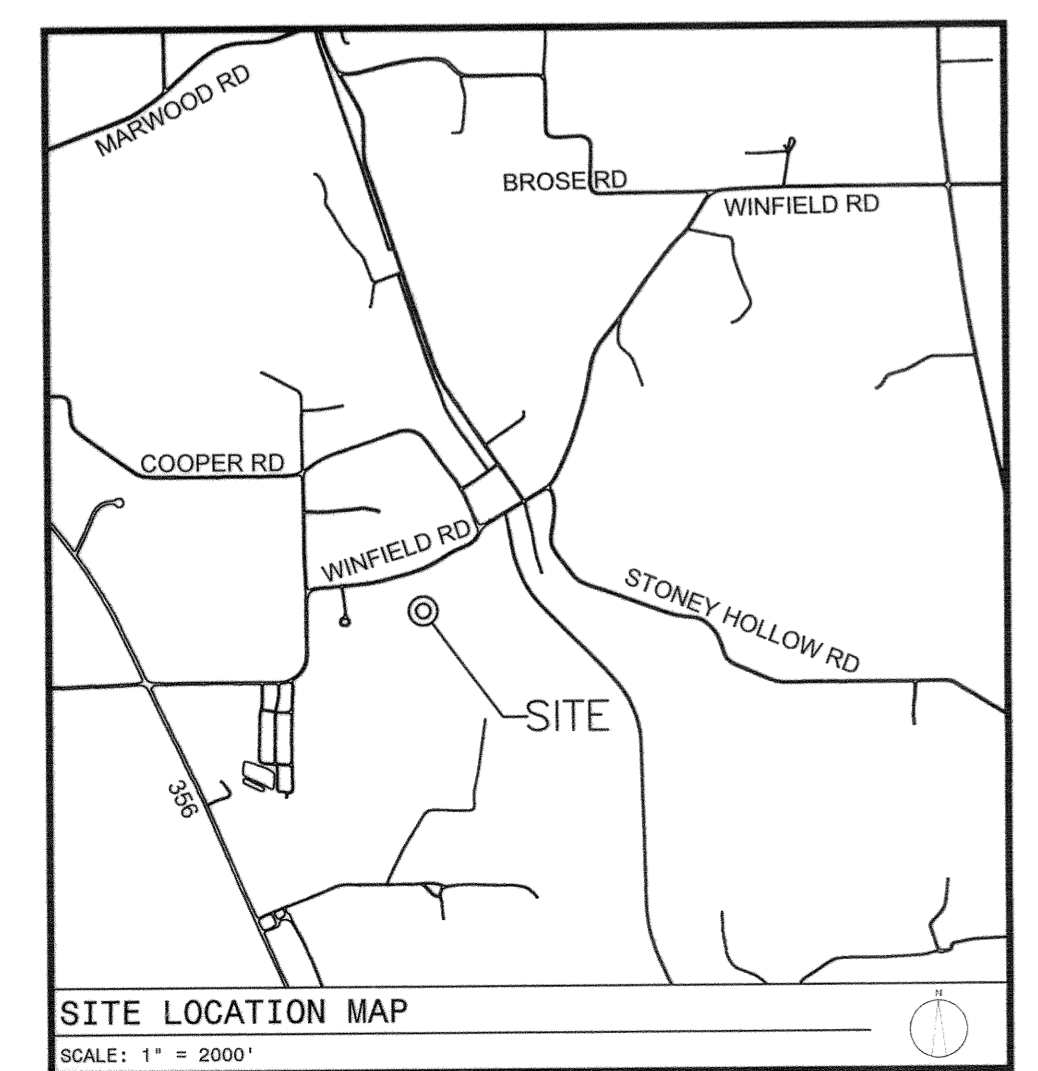 MARWOOD RD
BROSE RD
WINFIELD RD
COOPER RD
WINFIELD RD
STONEY HOLLOW RD
SITE
356
SITE LOCATION MAP
N
SCALE: 1" = 2000'